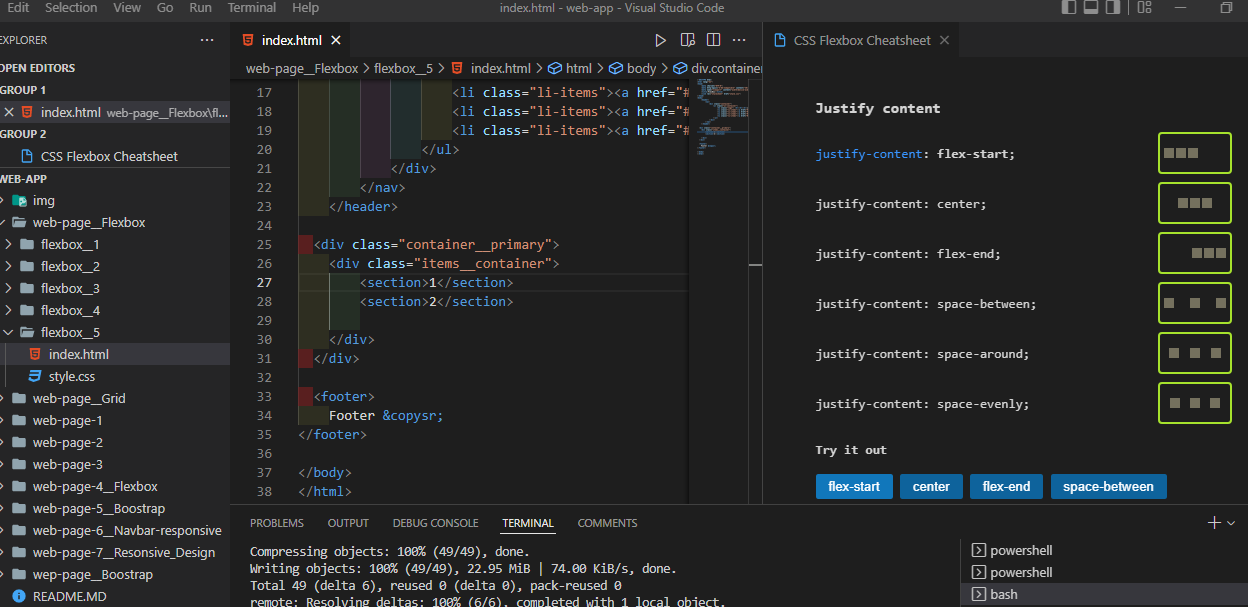 Edit Selection View Go Run Terminal Help
index.html - web-app - Visual Studio Code
EXPLORER
OPEN EDITORS
GROUP 1
index.html web-page__Flexbox\fl...
GROUP 2
CSS Flexbox Cheatsheet
WEB-APP
img
web-page__Flexbox
flexbox__1
flexbox__2
flexbox__3
flexbox__4
flexbox__5
index.html
style.css
web-page__Grid
web-page-1
web-page-2
web-page-3
web-page-4__Flexbox
web-page-5__Boostrap
web-page-6__Navbar-responsive
web-page-7__Resonsive_Design
wep-page__Boostrap
README.MD
index.html
web-page__Flexbox > flexbox__5 > index.html > html > body > div.container
17 <li class="li-items"><a href="#
18 <li class="li-items"><a href="#
19 <li class="li-items"><a href="#
20 </ul>
21 </div>
22 </nav>
23 </header>
24
25 <div class="container__primary">
26 <div class="items__container">
27 <section>1</section>
28 <section>2</section>
29
30 </div>
31 </div>
32
33 <footer>
34 Footer &copysr;
35 </footer>
36
37 </body>
38 </html>
CSS Flexbox Cheatsheet
Justify content
justify-content: flex-start;
justify-content: center;
justify-content: flex-end;
justify-content: space-between;
justify-content: space-around;
justify-content: space-evenly;
Try it out
flex-start center flex-end space-between
PROBLEMS OUTPUT DEBUG CONSOLE TERMINAL COMMENTS
Compressing objects: 100% (49/49), done.
Writing objects: 100% (49/49), 22.95 MiB | 74.00 KiB/s, done.
Total 49 (delta 6), reused 0 (delta 0), pack-reused 0
remote: Resolving deltas: 100% (6/6), completed with 1 local object.
powershell
powershell
bash